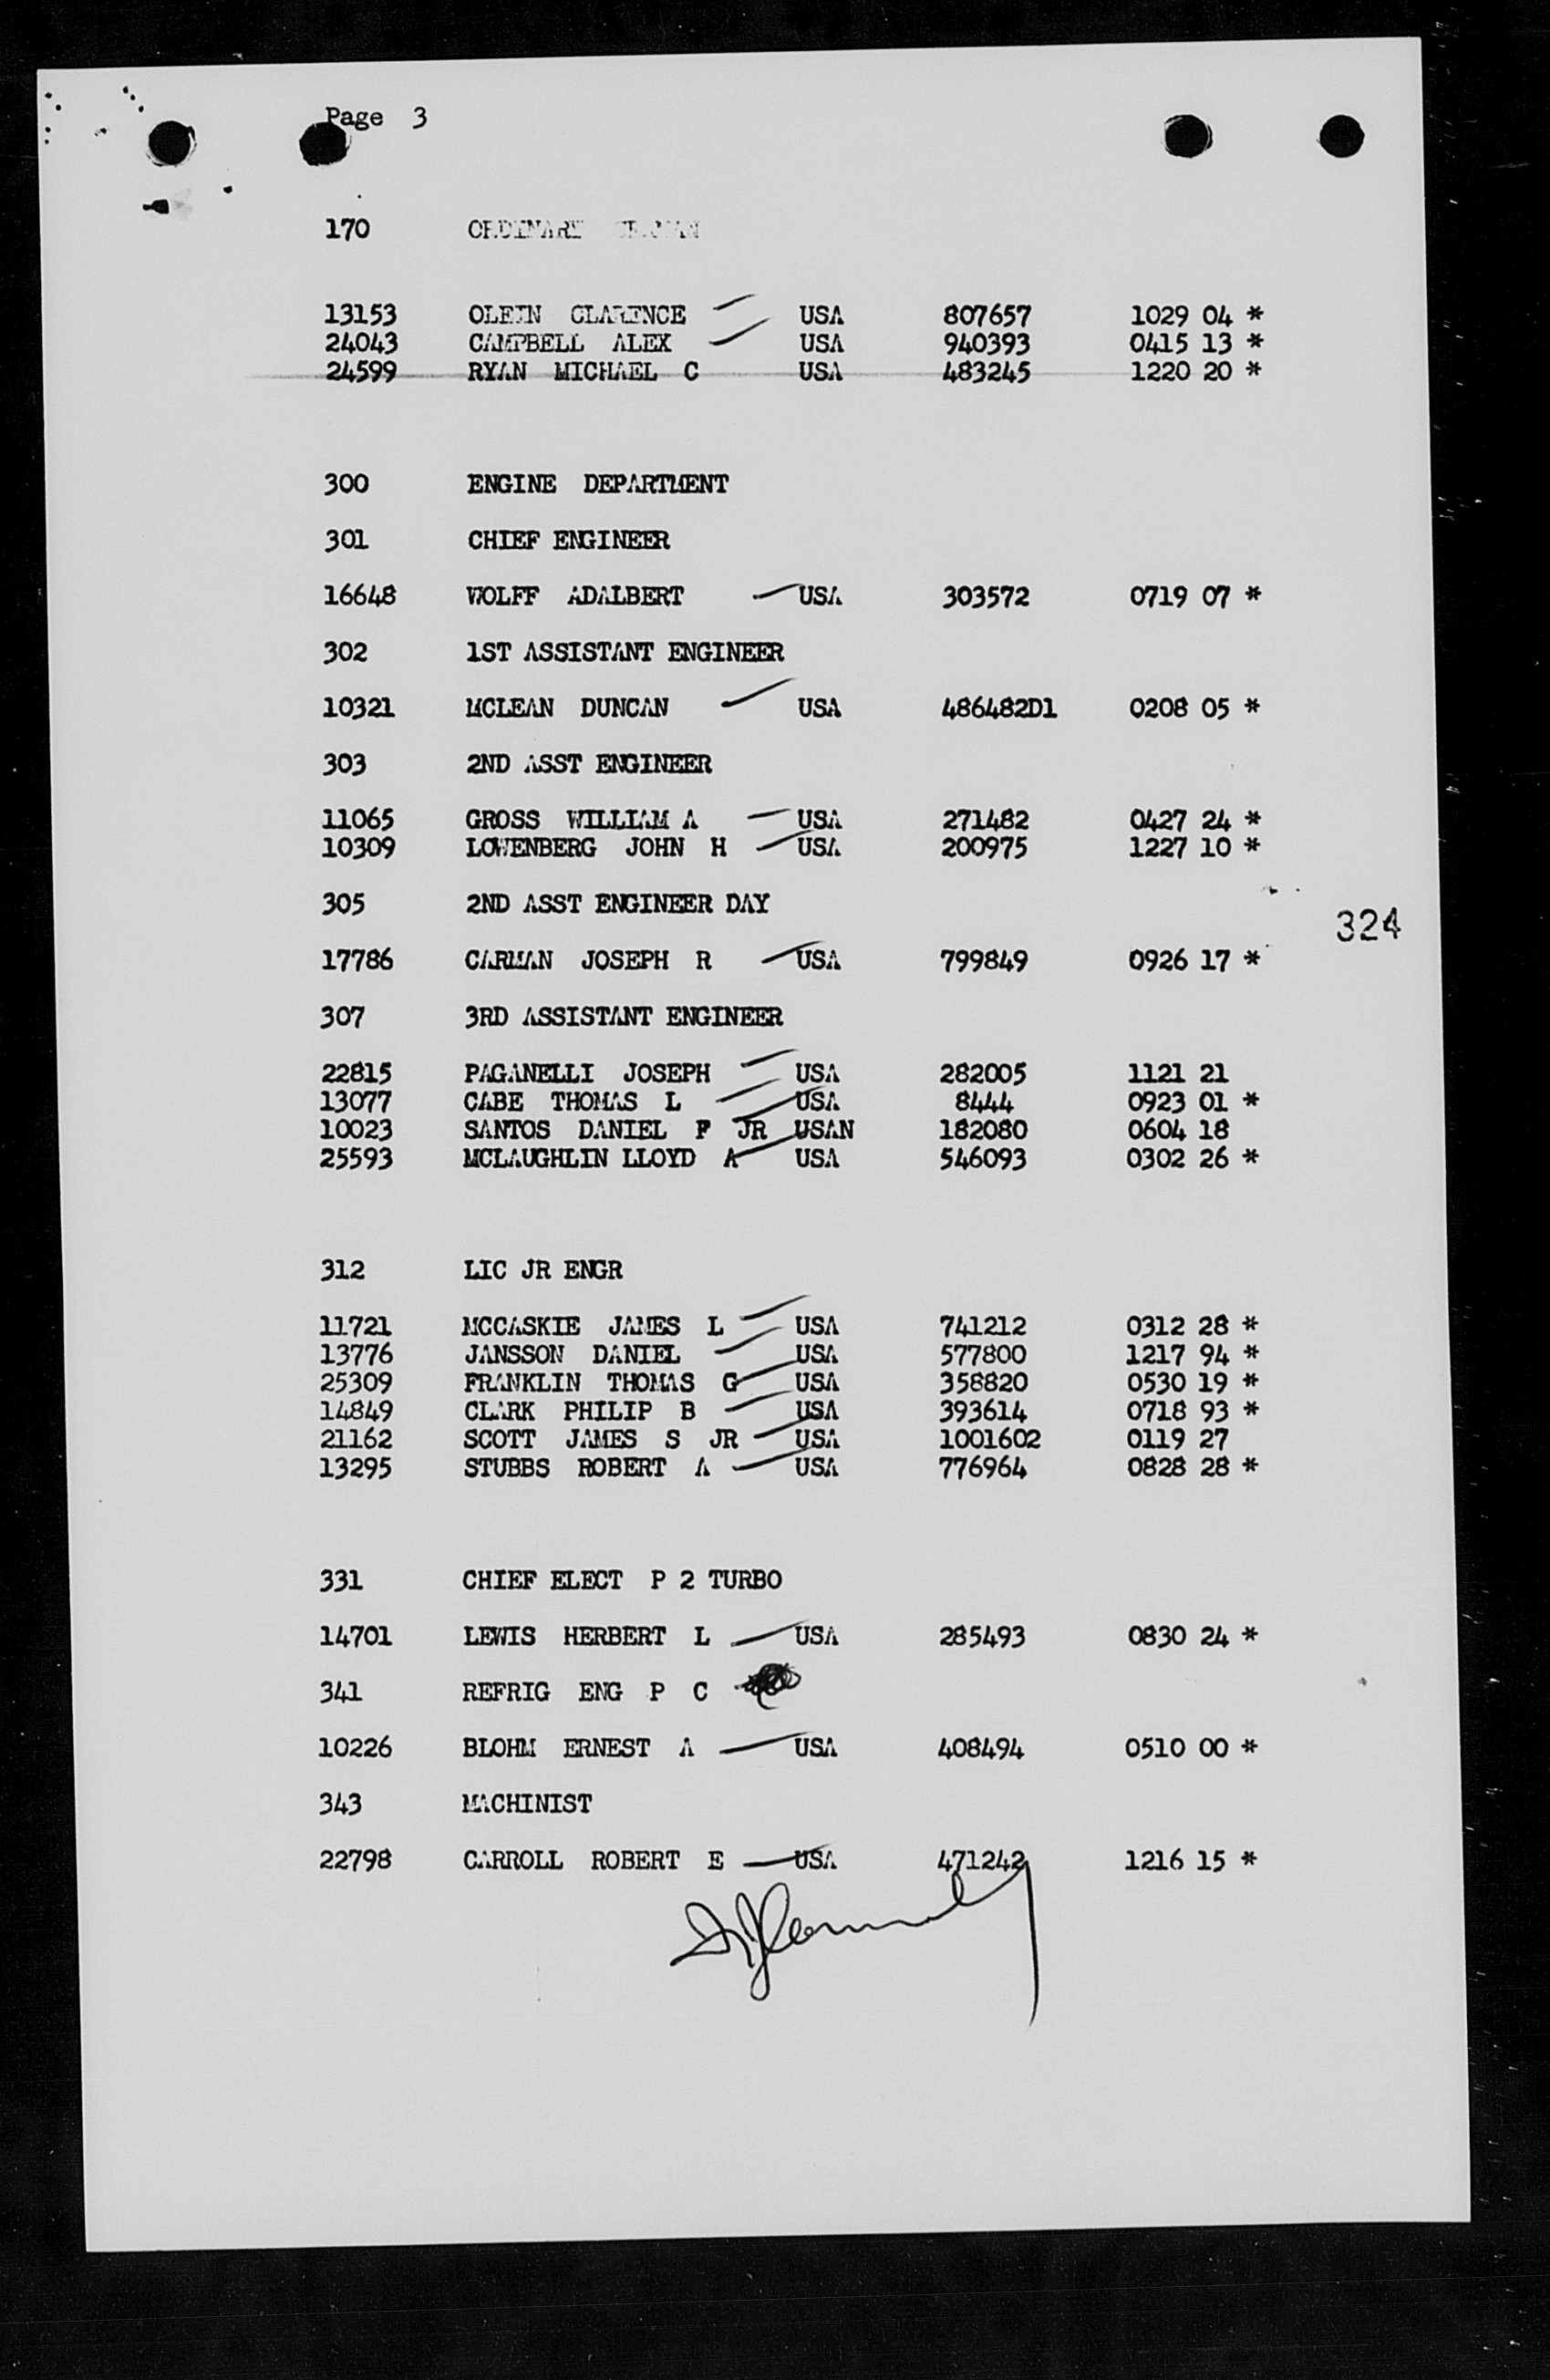 Page 3
170 ORDINARY SEAMAN
13153 OLEEN CLARENCE USA 807657 1029 04 *
24043 CAMPBELL ALEX USA 940393 0415 13 *
24599 RYAN MICHAEL C USA 483245 1220 20 *
300 ENGINE DEPARTMENT
301 CHIEF ENGINEER
16648 WOLFF ADALBERT USA 303572 0719 07 *
302 1ST ASSISTANT ENGINEER
10321 MCLEAN DUNCAN USA 486482D1 0208 05 *
303 2ND ASST ENGINEER
11065 GROSS WILLIAM A USA 271482 0427 24 *
10309 LOWENBERG JOHN H USA 200975 1227 10 *
305 2ND ASST ENGINEER DAY
324
17786 CARMAN JOSEPH R USA 799849 0926 17 *
307 3RD ASSISTANT ENGINEER
22815 PAGANELLI JOSEPH USA 282005 1121 21
13077 CABE THOMAS L USA 8444 0923 01 *
10023 SANTOS DANIEL F JR USAN 182080 0604 18
25593 MCLAUGHLIN LLOYD A USA 546093 0302 26 *
312 LIC JR ENGR
11721 MCCASKIE JAMES L USA 741212 0312 28 *
13776 JANSSON DANIEL USA 577800 1217 94 *
25309 FRANKLIN THOMAS G USA 358820 0530 19 *
14849 CLARK PHILIP B USA 393614 0718 93 *
21162 SCOTT JAMES S JR USA 1001602 0119 27
13295 STUBBS ROBERT A USA 776964 0828 28 *
331 CHIEF ELECT P 2 TURBO
14701 LEWIS HERBERT L USA 285493 0830 24 *
341 REFRIG ENG P C
10226 BLOHM ERNEST A USA 408494 0510 00 *
343 MACHINIST
22798 CARROLL ROBERT E USA 471242 1216 15 *